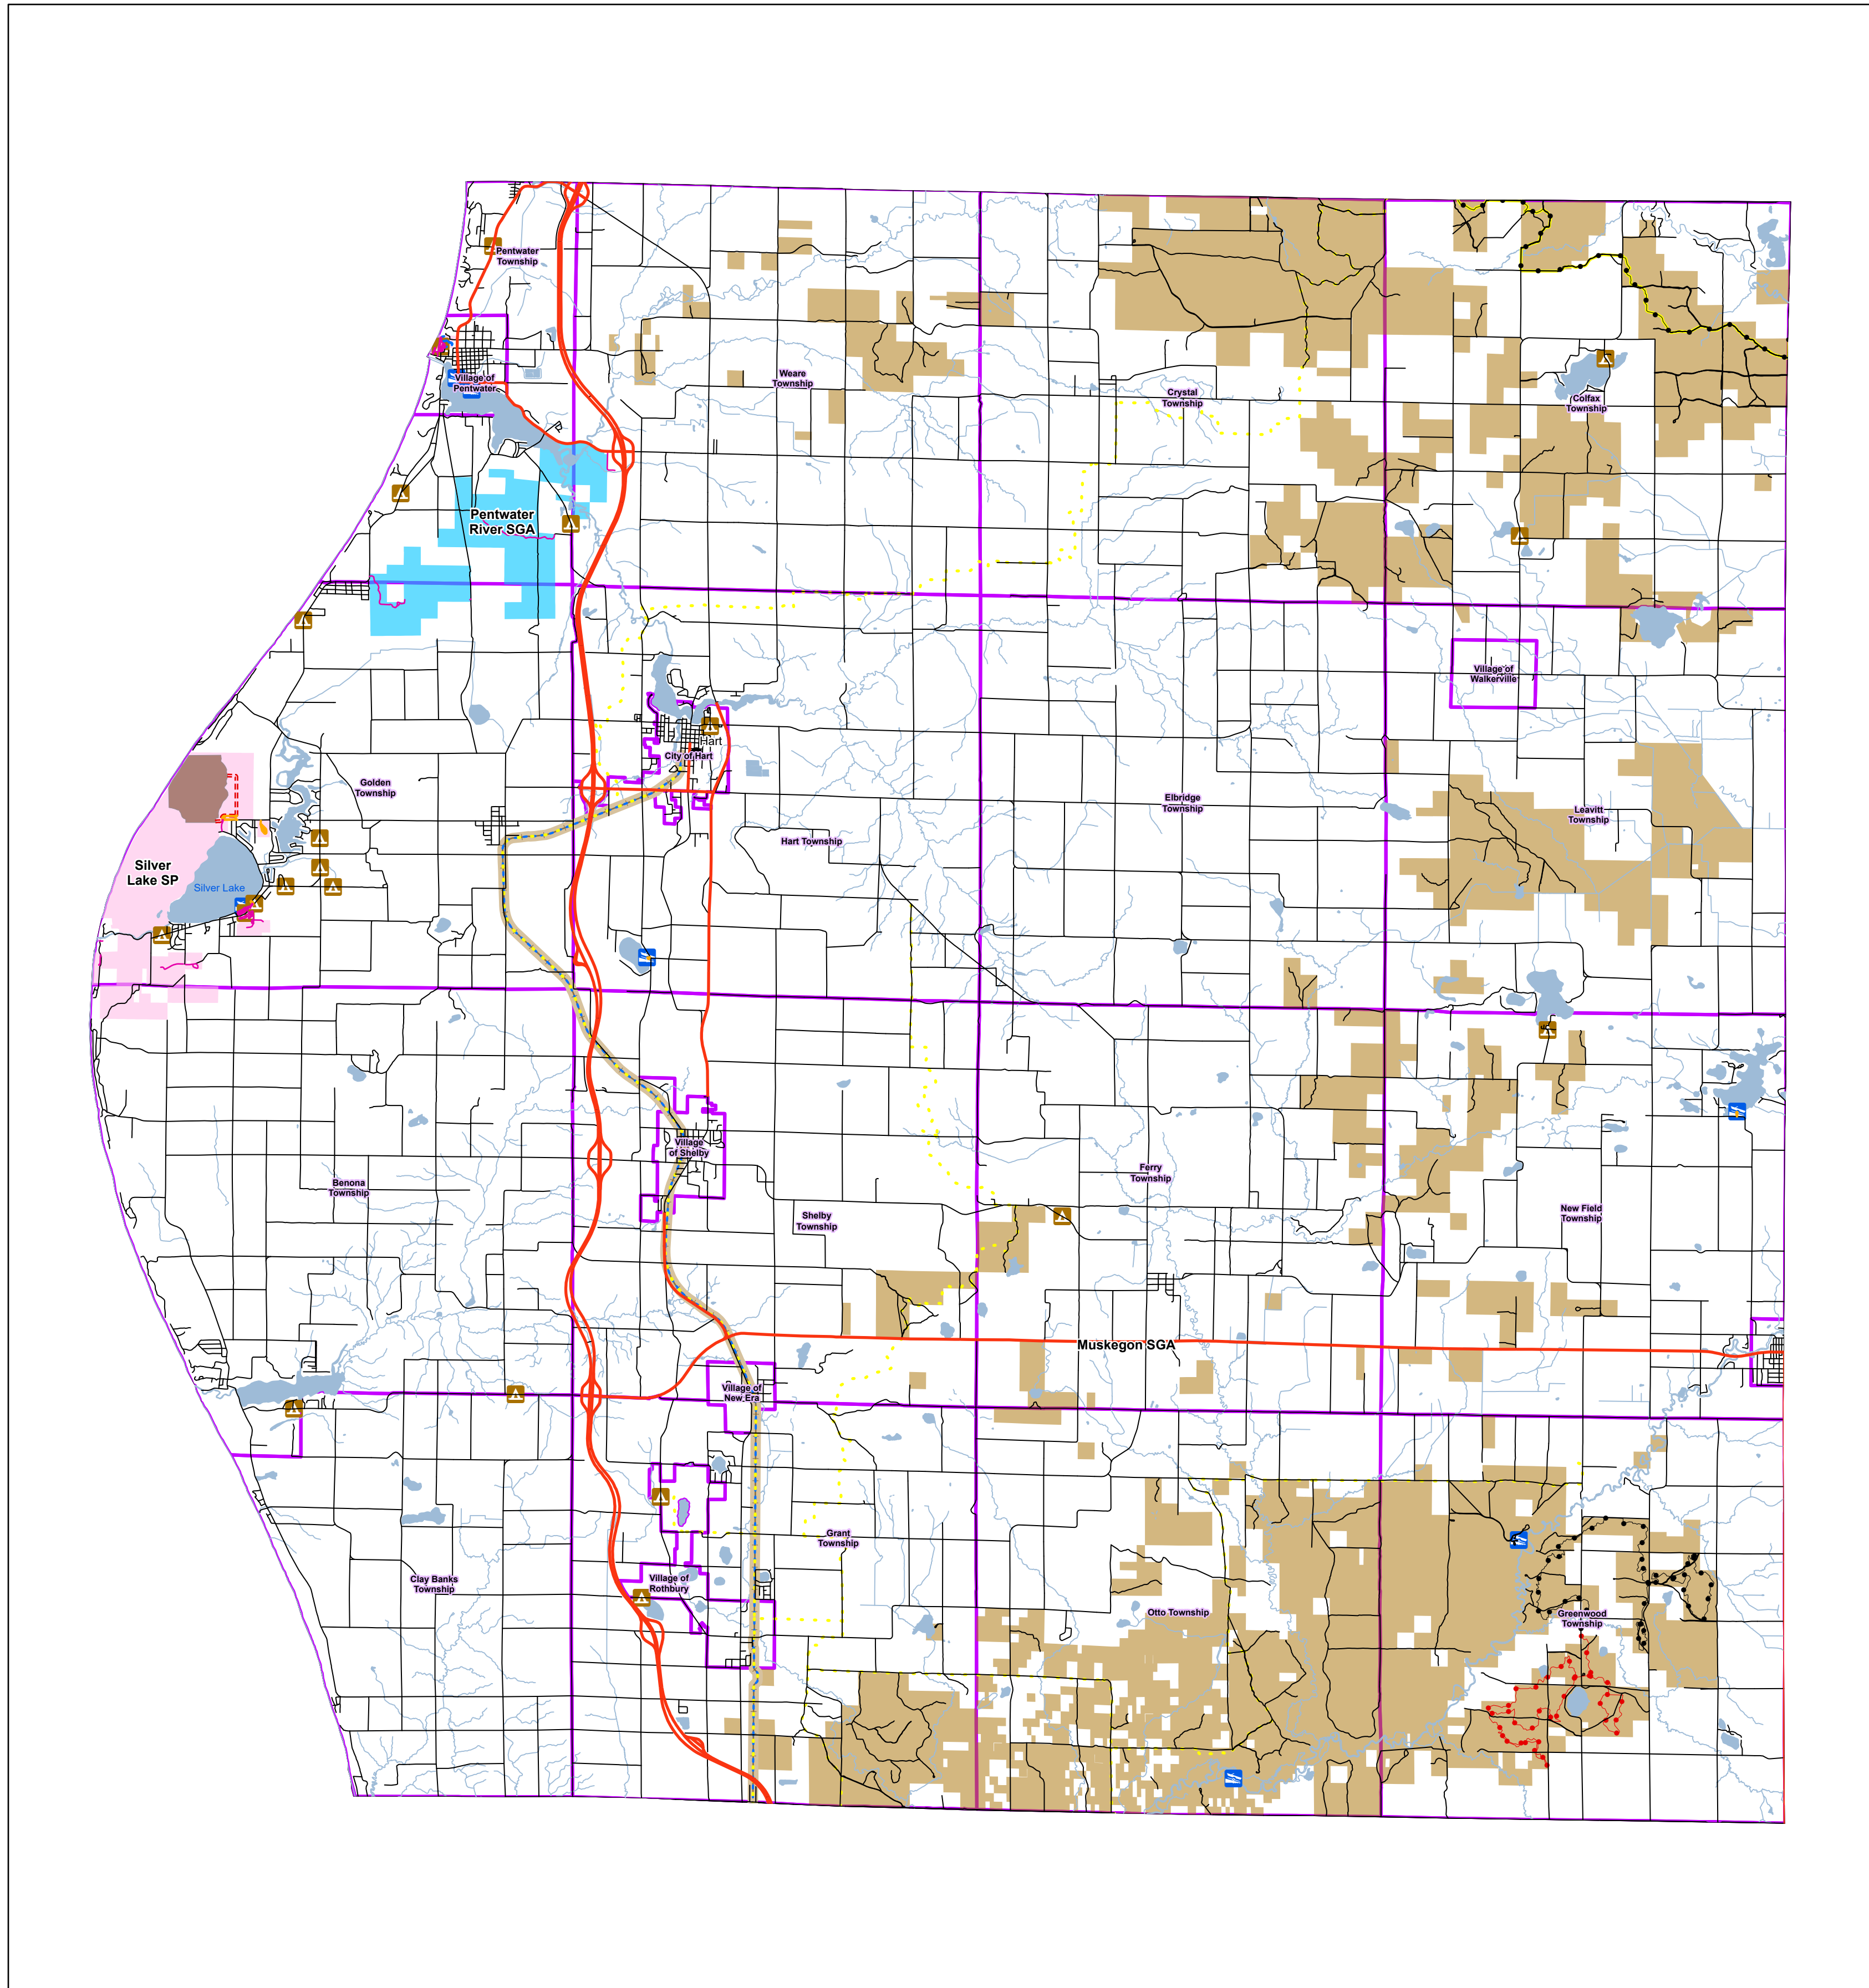 Pentwater
Township
Village of
Pentwater
Weare
Township
Crystal
Township
Colfax
Township
Pentwater
River SGA
Village of
Walkerville
Hart
City of Hart
Golden
Township
Elbridge
Township
Leavitt
Township
Hart Township
Silver
Lake SP
Silver Lake
Village
of Shelby
Benona
Township
Ferry
Township
Shelby
Township
New Field
Township
Muskegon SGA
Village of
New Era
Grant
Township
Clay Banks
Township
Village of
Rothbury
Otto Township
Greenwood
Township